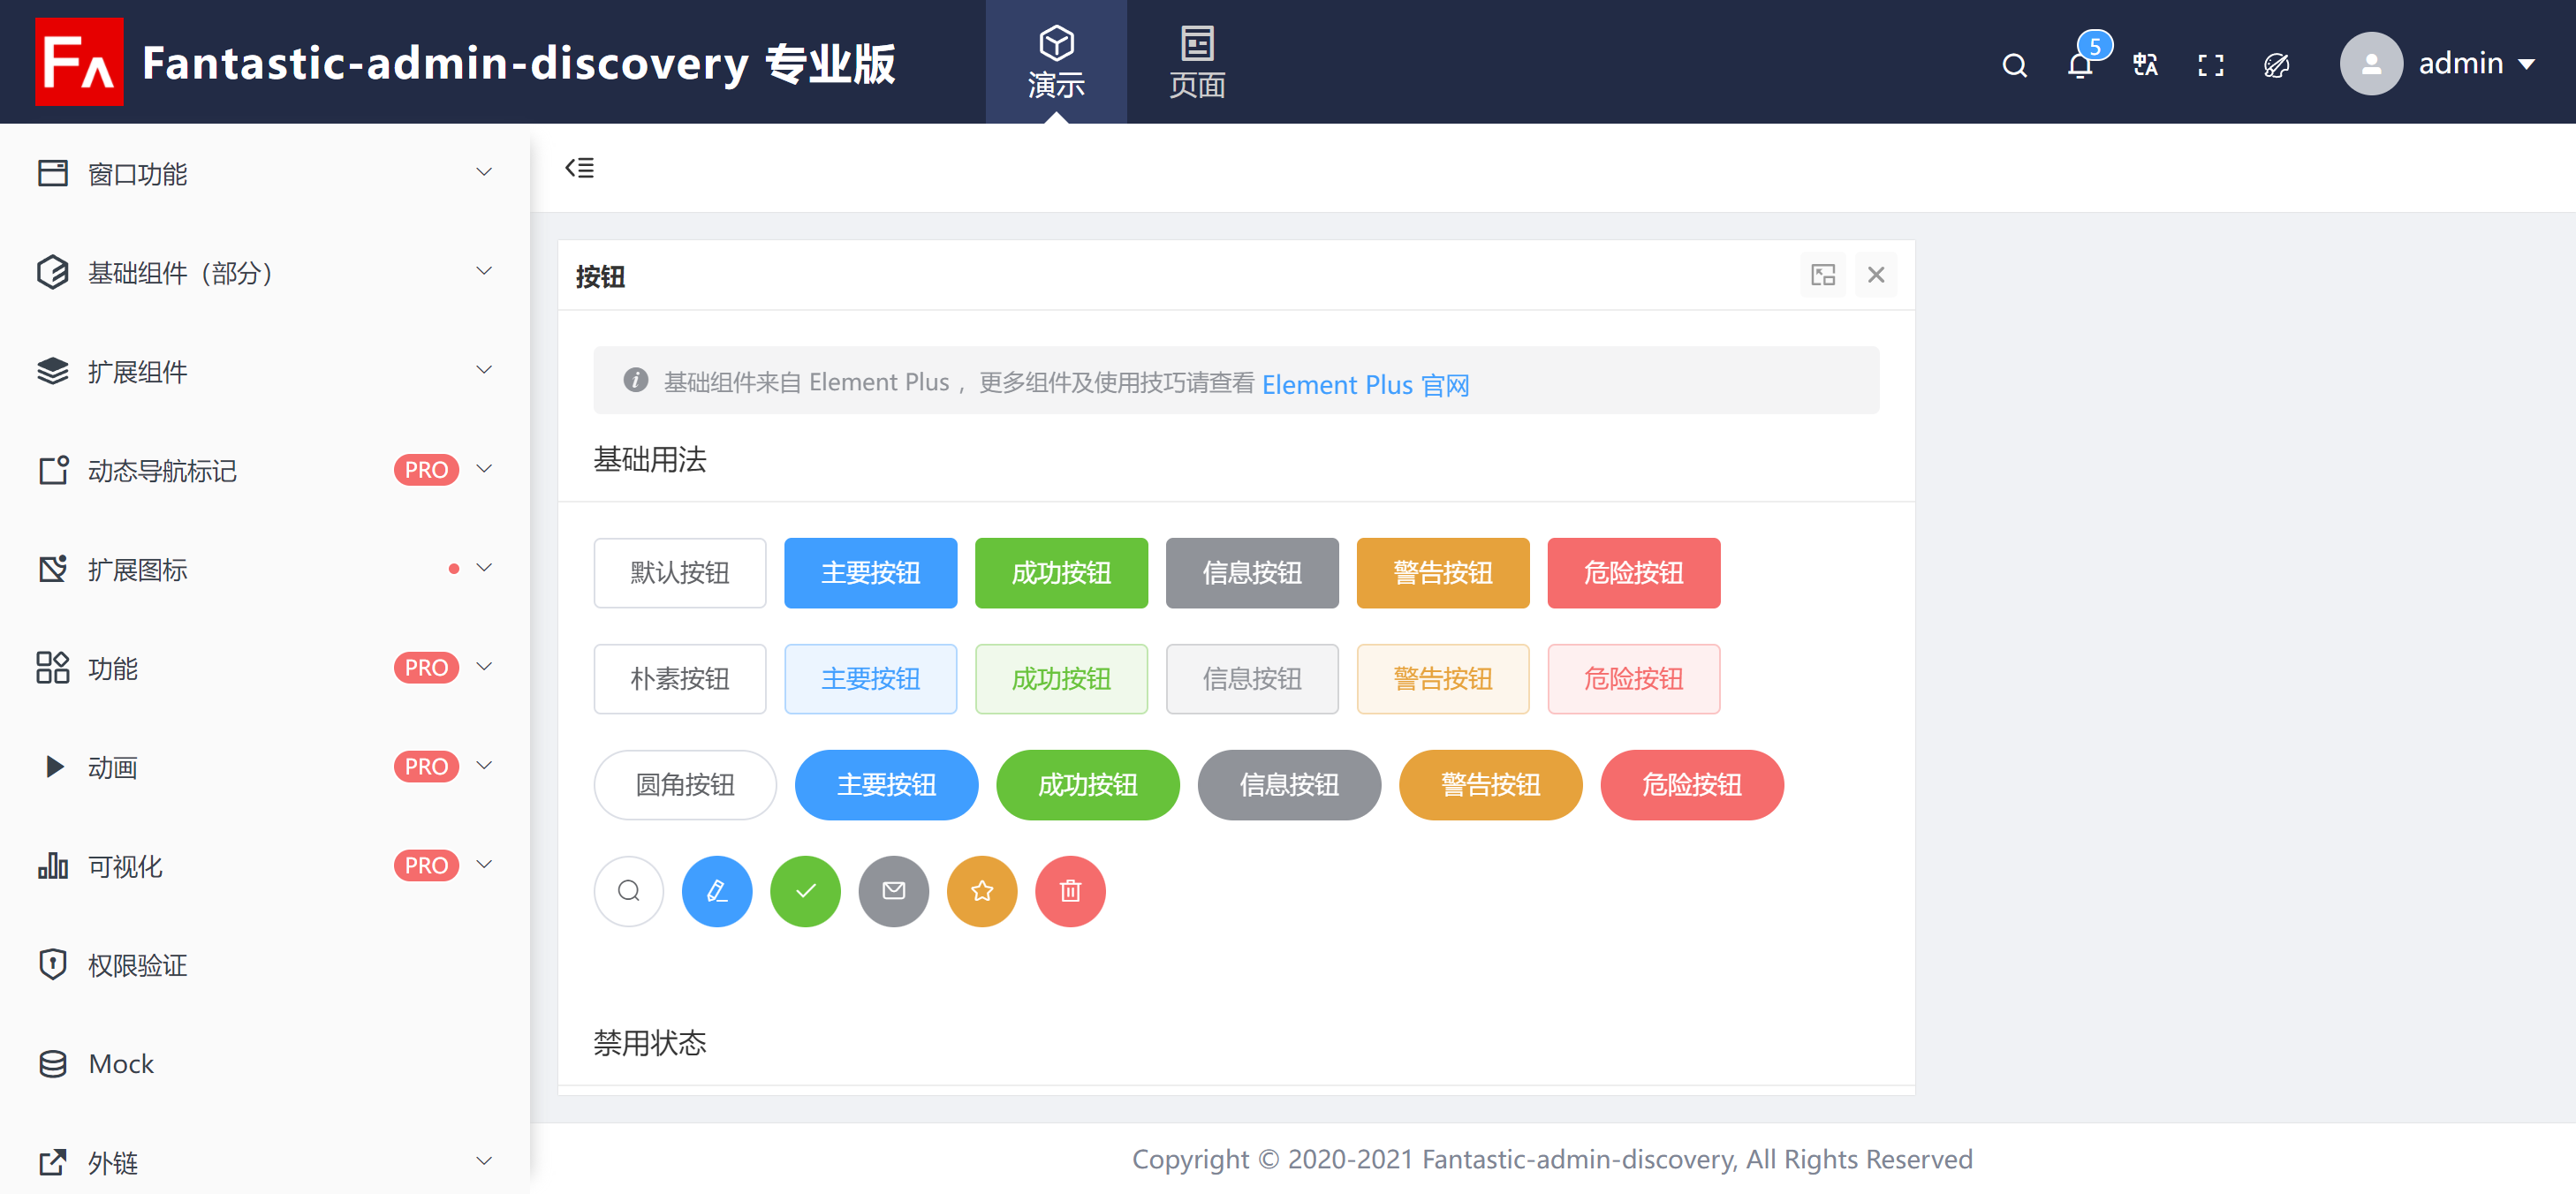 FA Fantastic-admin-discovery 专业版
演示
页面
5
中A
admin
窗口功能
基础组件（部分）
扩展组件
动态导航标记 PRO
扩展图标
功能 PRO
动画 PRO
可视化 PRO
权限验证
Mock
外链
按钮
基础组件来自 Element Plus ，更多组件及使用技巧请查看 Element Plus 官网
基础用法
默认按钮 主要按钮 成功按钮 信息按钮 警告按钮 危险按钮
朴素按钮 主要按钮 成功按钮 信息按钮 警告按钮 危险按钮
圆角按钮 主要按钮 成功按钮 信息按钮 警告按钮 危险按钮
禁用状态
Copyright © 2020-2021 Fantastic-admin-discovery, All Rights Reserved